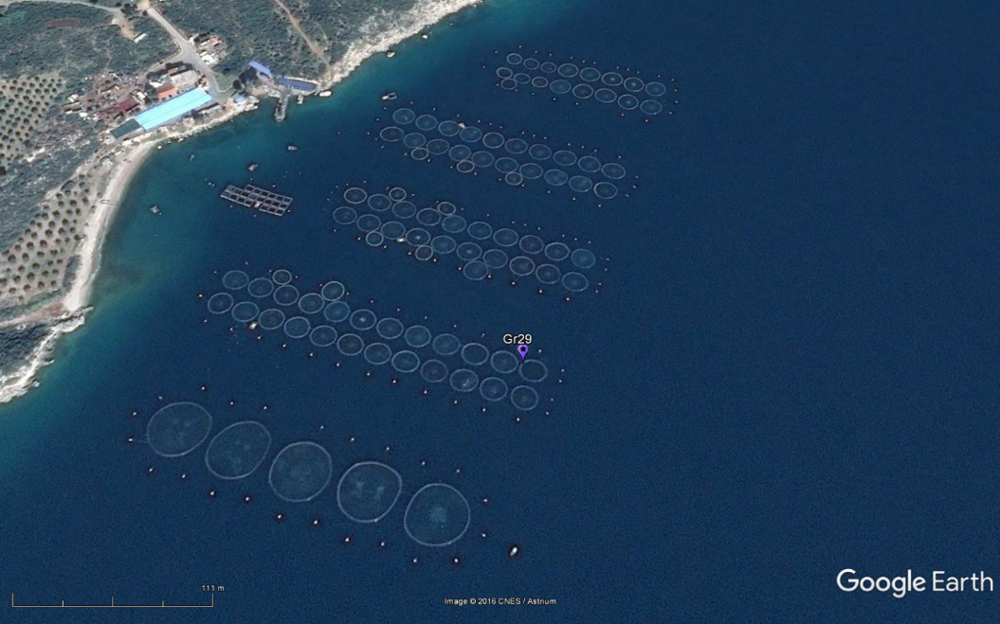 Gr29
Google Earth
111 m
Image © 2016 CNES / Astrium